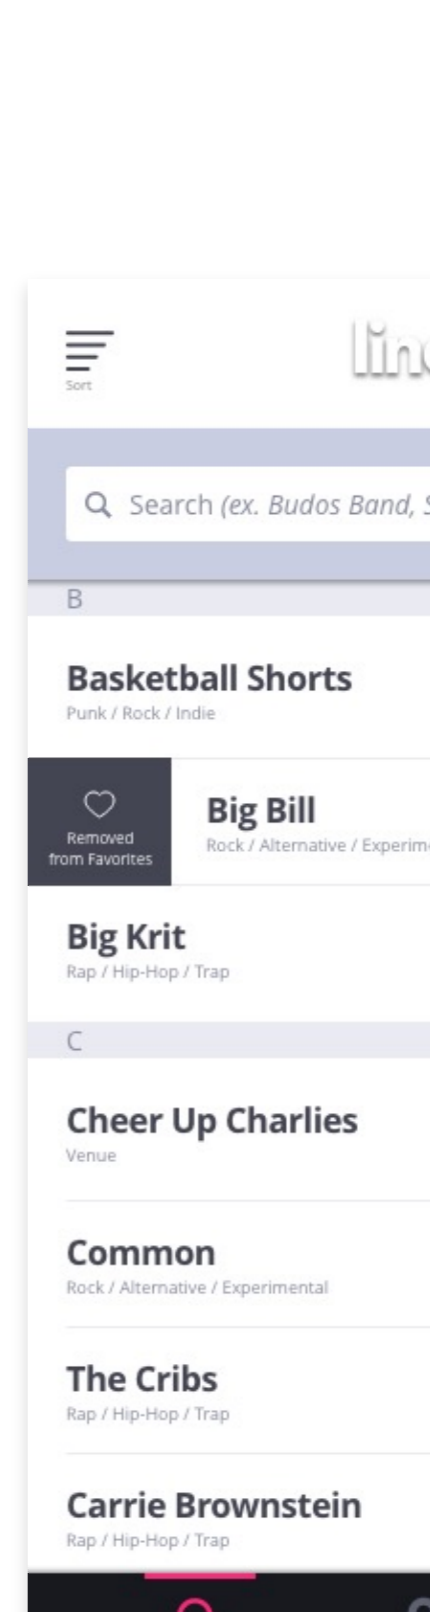 Sort
Search (ex. Budos Band,
B
Basketball Shorts
Punk / Rock / Indie
Removed
from Favorites
Big Bill
Rock / Alternative / Experim
Big Krit
Rap / Hip-Hop / Trap
C
Cheer Up Charlies
Venue
Common
Rock / Alternative / Experimental
The Cribs
Rap / Hip-Hop / Trap
Carrie Brownstein
Rap / Hip-Hop / Trap